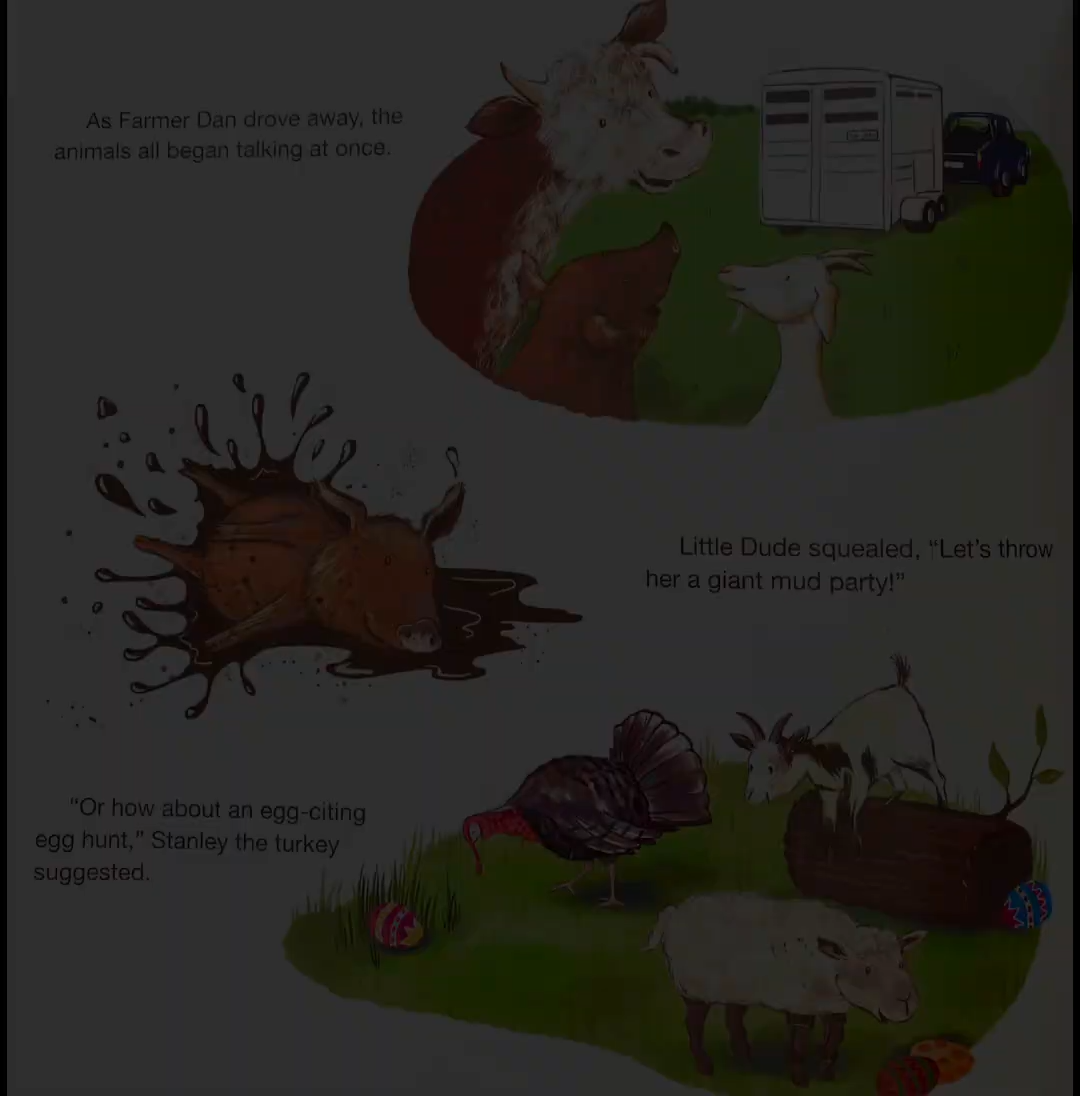 As Farmer Dan drove away, the
animals all began talking at once.
Little Dude squealed, “Let’s throw
her a giant mud party!”
“Or how about an egg-citing
egg hunt,” Stanley the turkey
suggested.